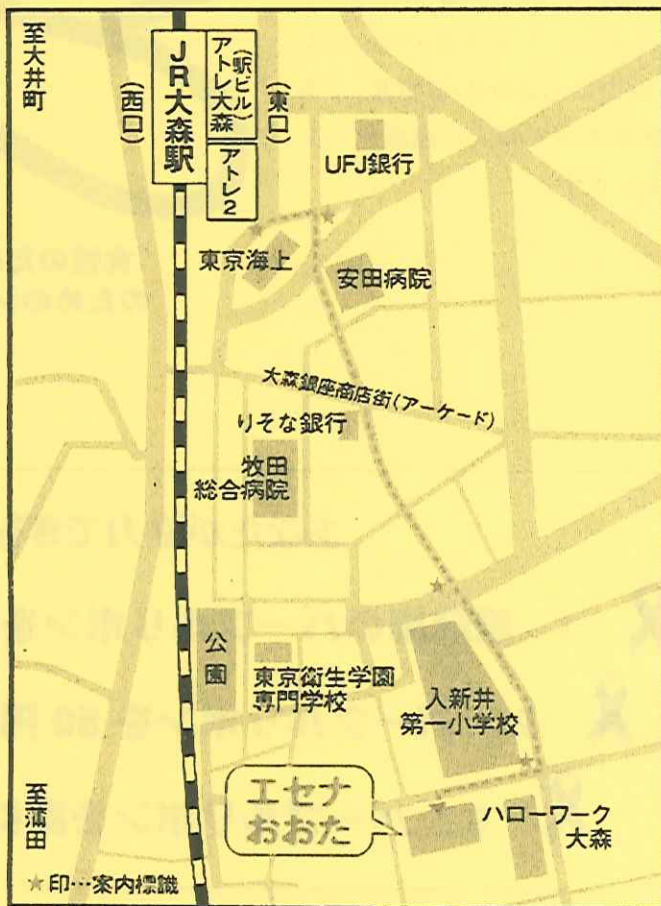 至大井町
JR大森駅
(駅ビル)
アトレ大森
アトレ2
(西口)
(東口)
UFJ銀行
東京海上
安田病院
大森銀座商店街(アーケード)
りそな銀行
牧田
総合病院
公園
東京衛生学園
専門学校
入新井
第一小学校
エセナ
おおた
ハローワーク
大森
至蒲田
★印…案内標識